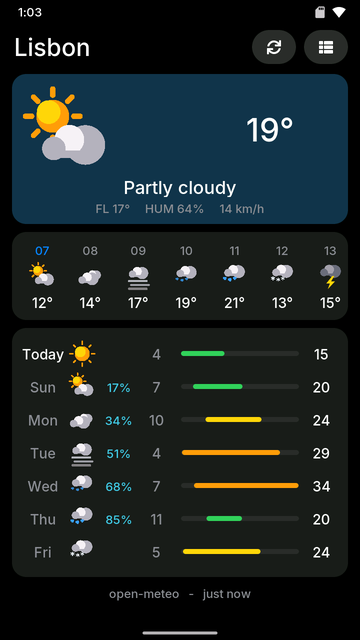 1:03
Lisbon
19°
Partly cloudy
FL 17° HUM 64% 14 km/h
07 08 09 10 11 12 13
12° 14° 17° 19° 21° 13° 15°
Today 4 15
Sun 17% 7 20
Mon 34% 10 24
Tue 51% 4 29
Wed 68% 7 34
Thu 85% 11 20
Fri 5 24
open-meteo - just now